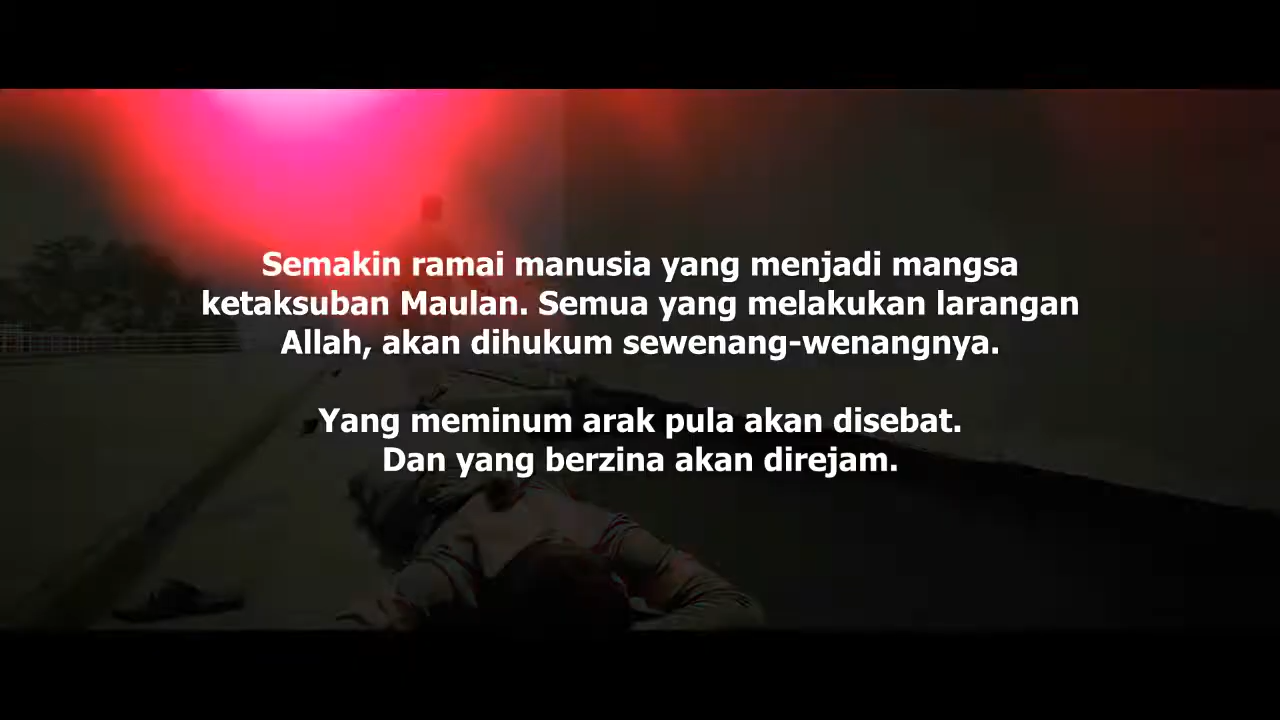 Semakin ramai manusia yang menjadi mangsa
ketaksuban Maulan. Semua yang melakukan larangan
Allah, akan dihukum sewenang-wenangnya.
Yang meminum arak pula akan disebat.
Dan yang berzina akan direjam.